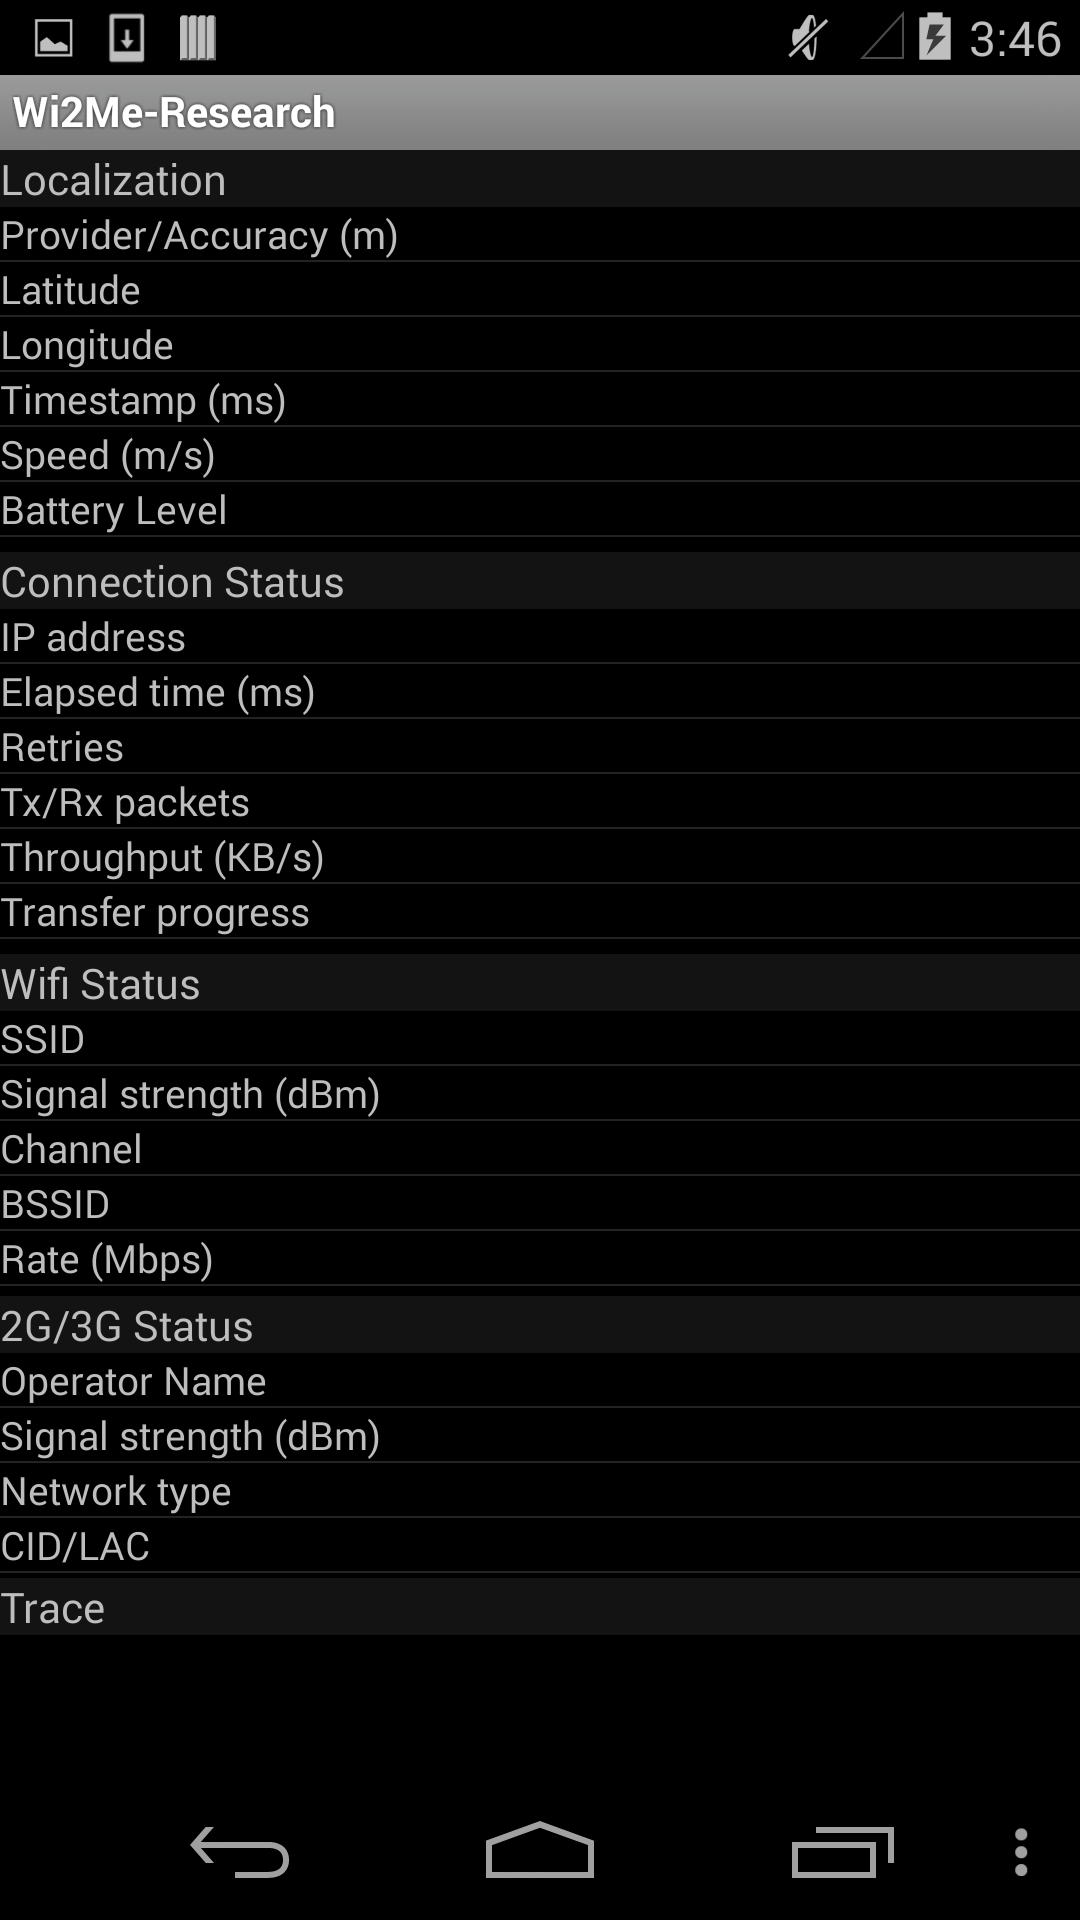 3:46
Wi2Me-Research
Localization
Provider/Accuracy (m)
Latitude
Longitude
Timestamp (ms)
Speed (m/s)
Battery Level
Connection Status
IP address
Elapsed time (ms)
Retries
Tx/Rx packets
Throughput (KB/s)
Transfer progress
Wifi Status
SSID
Signal strength (dBm)
Channel
BSSID
Rate (Mbps)
2G/3G Status
Operator Name
Signal strength (dBm)
Network type
CID/LAC
Trace